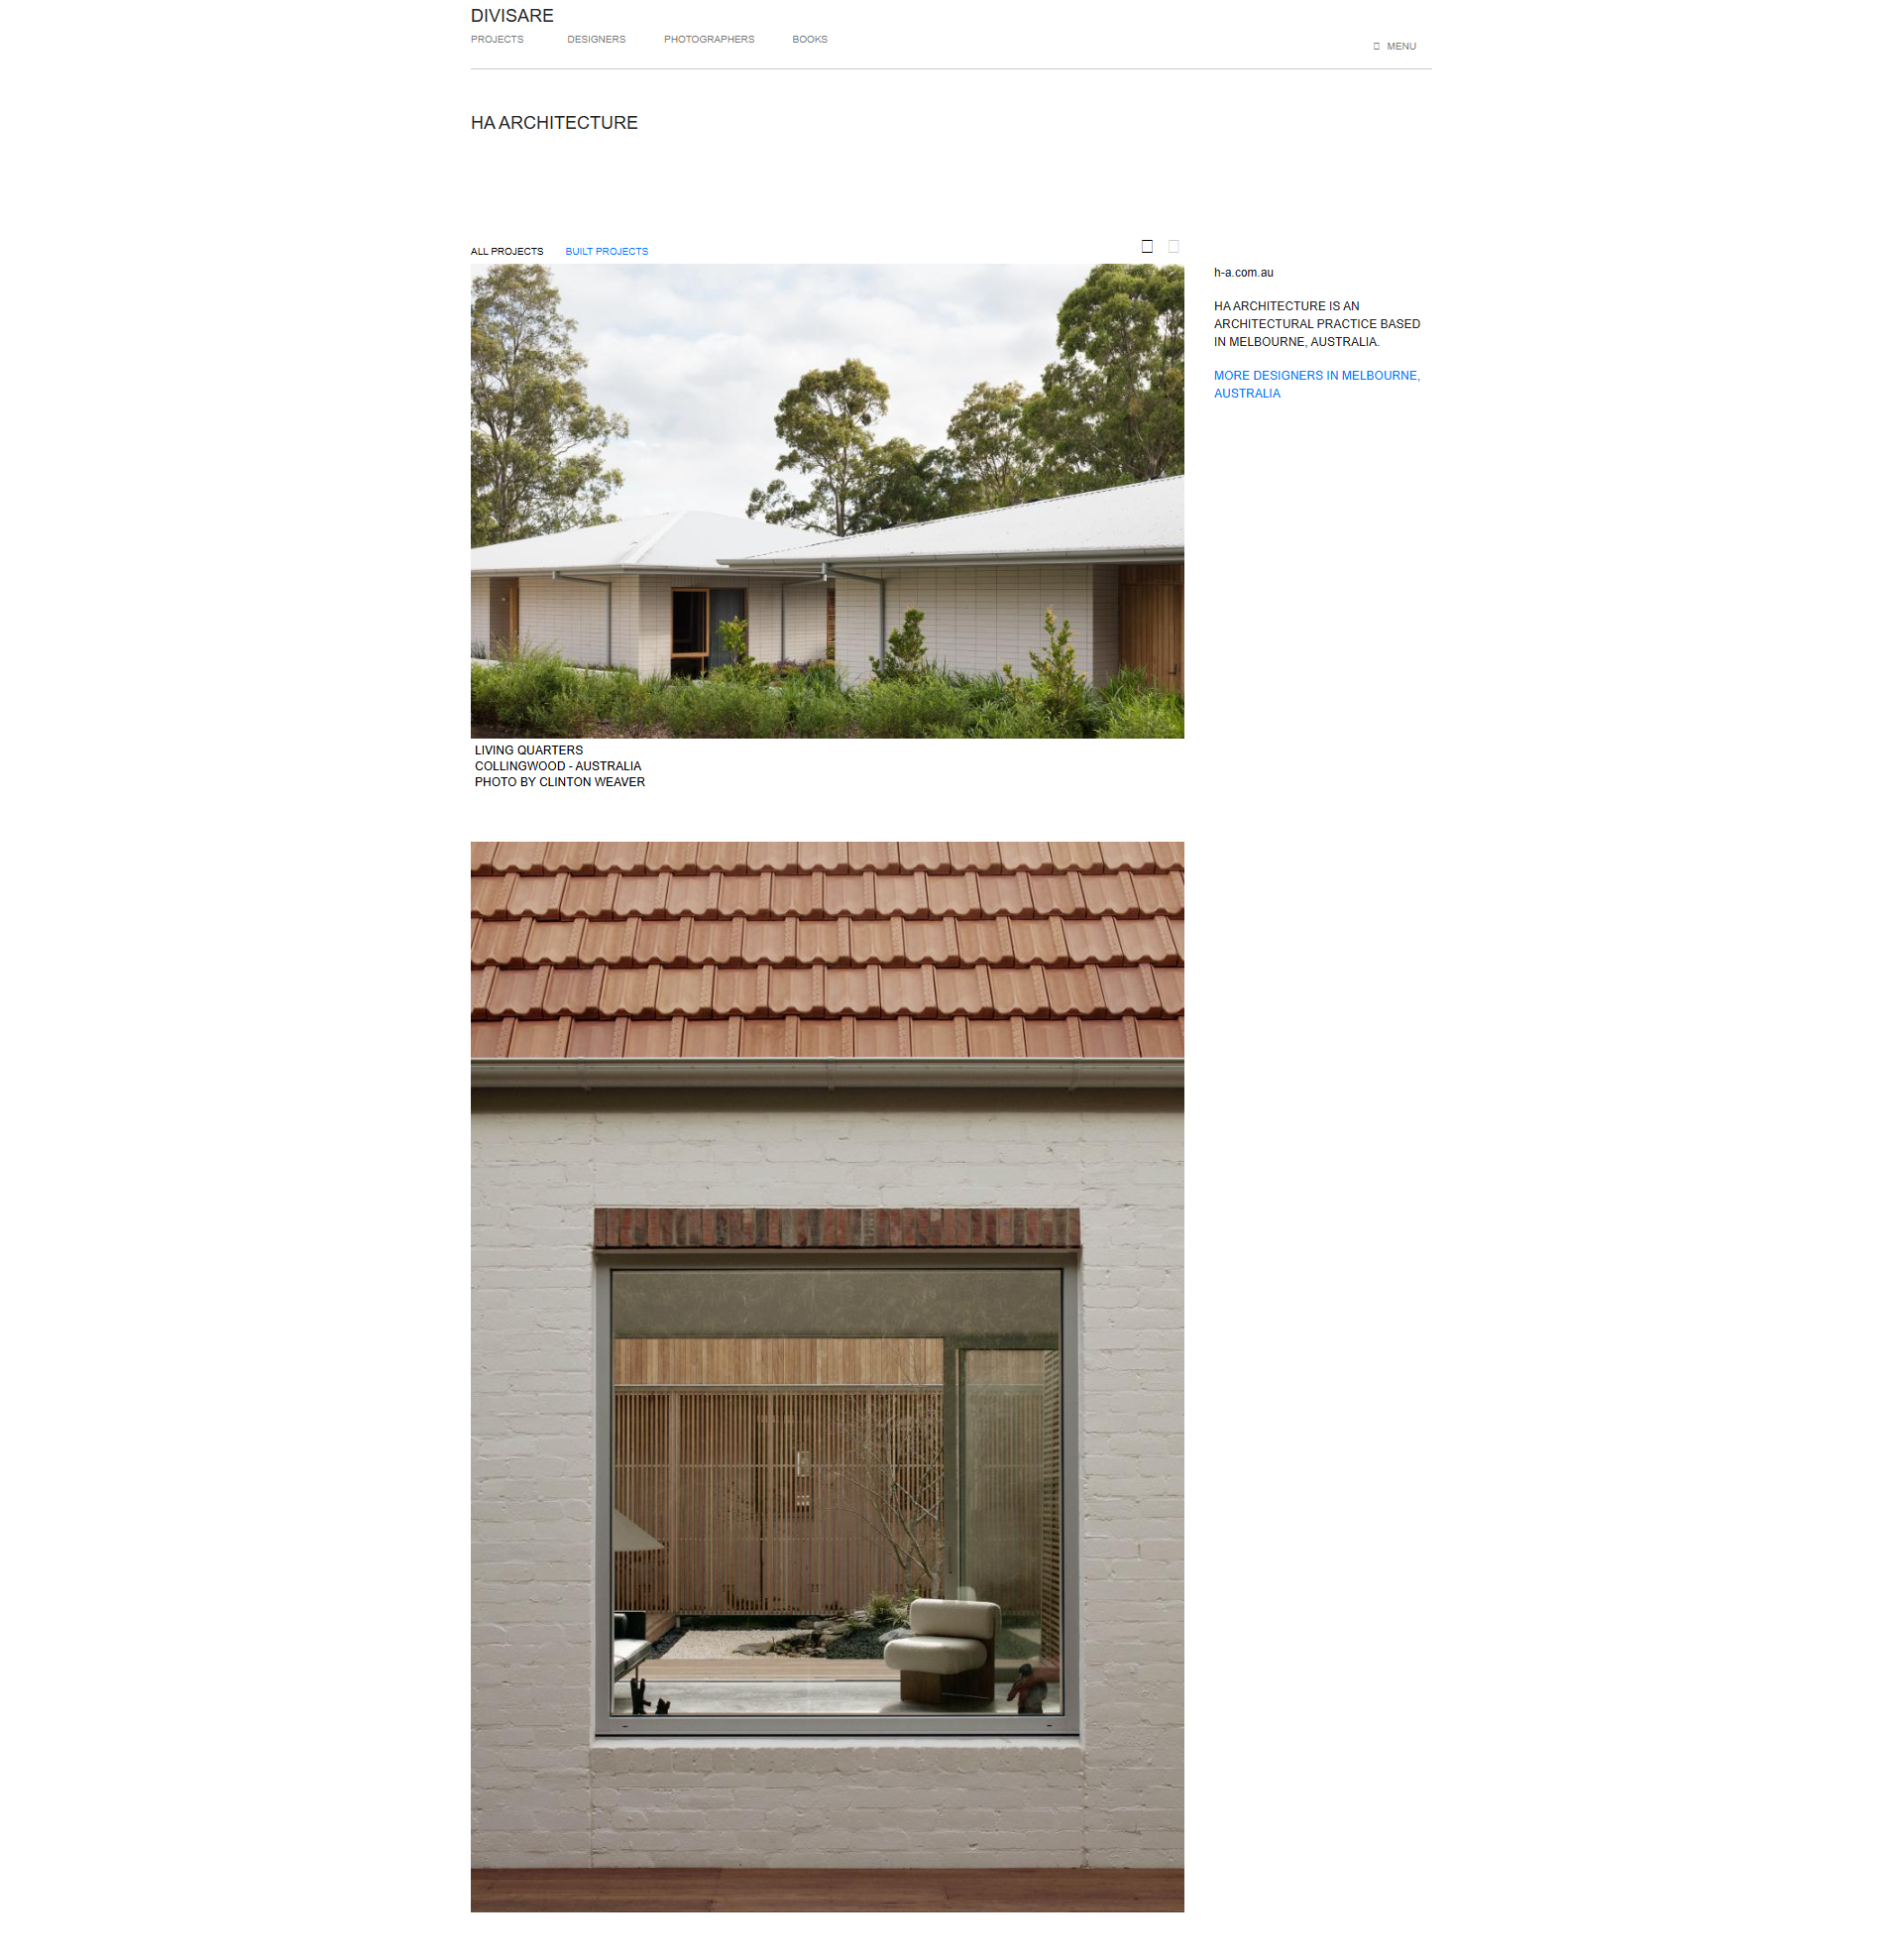 DIVISARE
PROJECTS DESIGNERS PHOTOGRAPHERS BOOKS
MENU
HA ARCHITECTURE
ALL PROJECTS BUILT PROJECTS
h-a.com.au
HA ARCHITECTURE IS AN
ARCHITECTURAL PRACTICE BASED
IN MELBOURNE, AUSTRALIA.
MORE DESIGNERS IN MELBOURNE,
AUSTRALIA
LIVING QUARTERS
COLLINGWOOD - AUSTRALIA
PHOTO BY CLINTON WEAVER